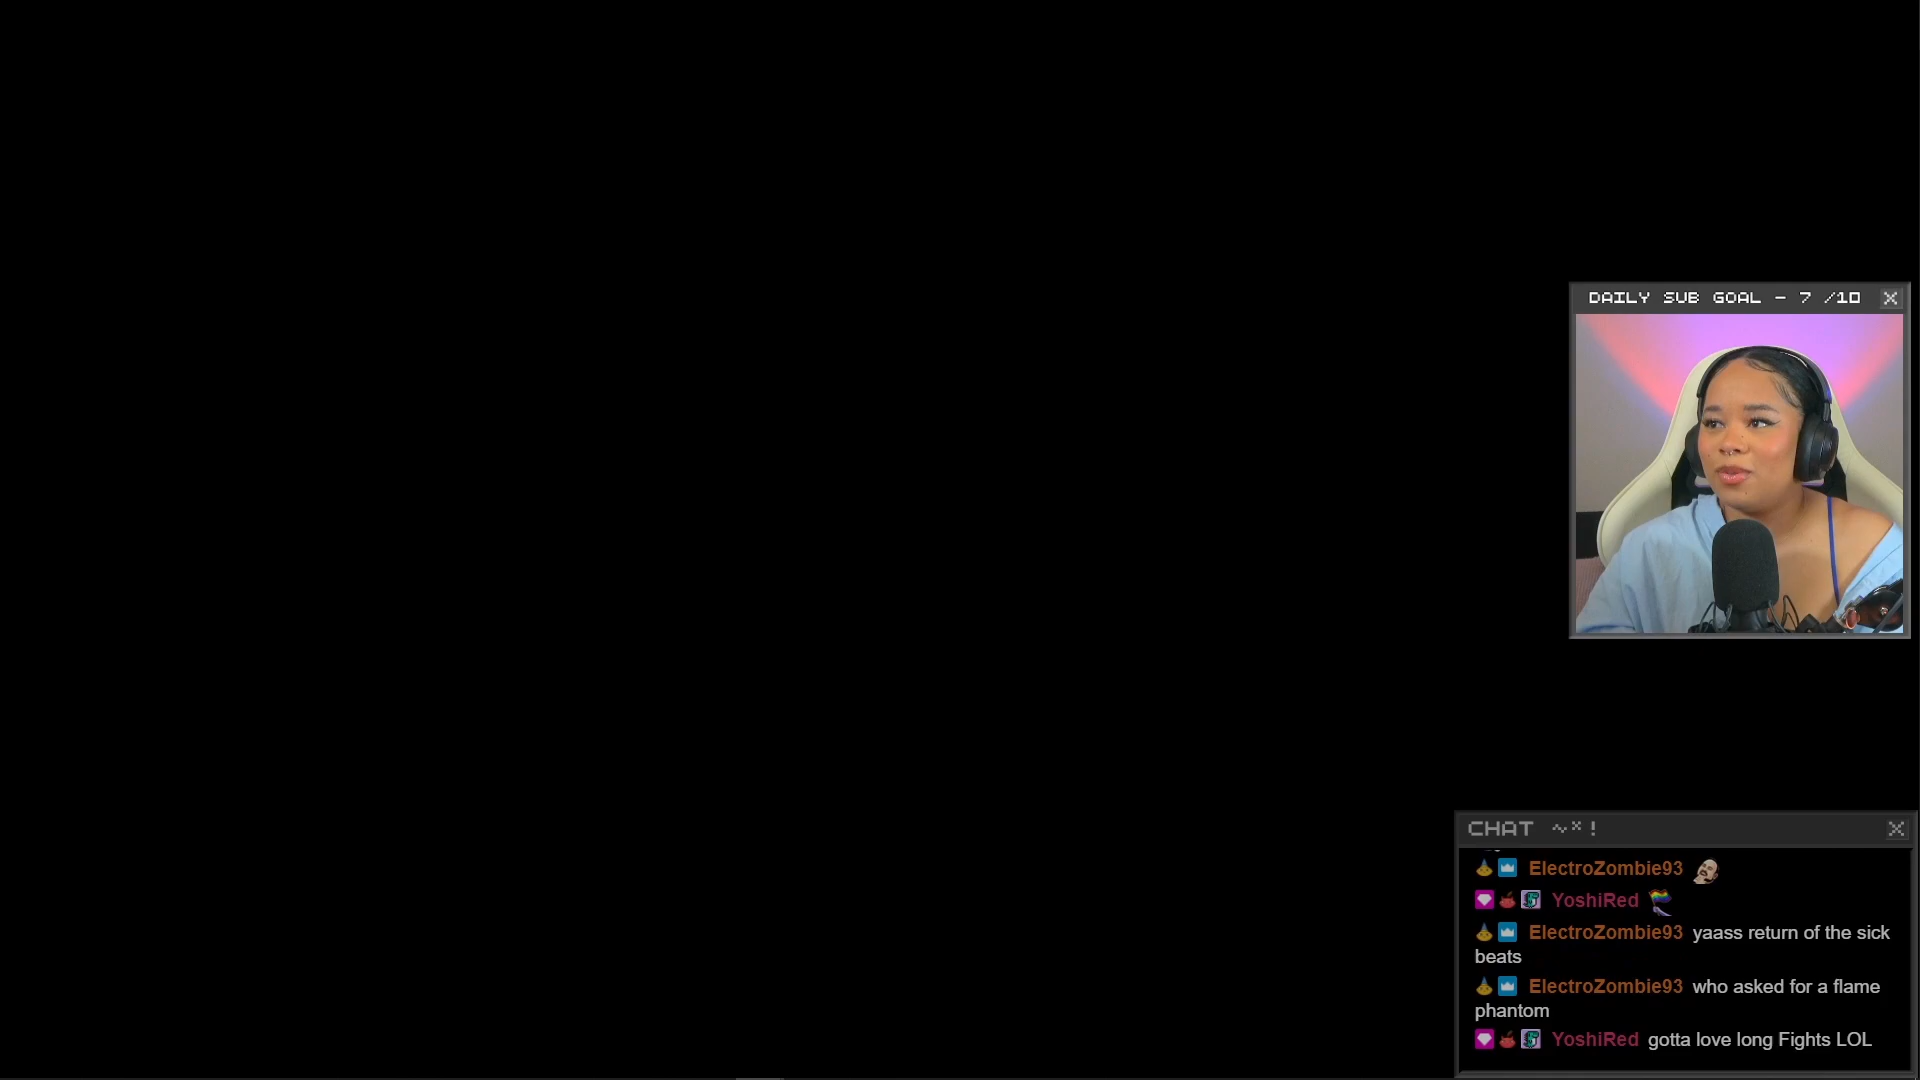 DAILY SUB GOAL - 7 /10
CHAT ~*!
ElectroZombie93
YoshiRed
ElectroZombie93 yaass return of the sick
beats
ElectroZombie93 who asked for a flame
phantom
YoshiRed gotta love long Fights LOL